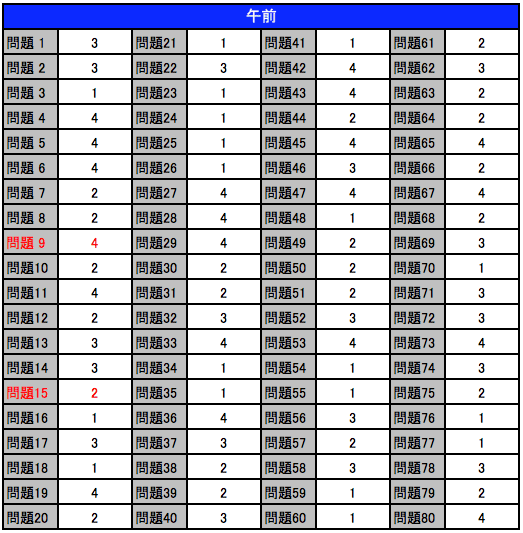 午前
問題 1 3 問題21 1 問題41 1 問題61 2
問題 2 3 問題22 3 問題42 4 問題62 3
問題 3 1 問題23 1 問題43 4 問題63 2
問題 4 4 問題24 1 問題44 2 問題64 2
問題 5 4 問題25 1 問題45 4 問題65 4
問題 6 4 問題26 1 問題46 3 問題66 2
問題 7 2 問題27 4 問題47 4 問題67 4
問題 8 2 問題28 4 問題48 1 問題68 2
問題 9 4 問題29 4 問題49 2 問題69 3
問題10 2 問題30 2 問題50 2 問題70 1
問題11 4 問題31 2 問題51 2 問題71 3
問題12 2 問題32 3 問題52 3 問題72 3
問題13 3 問題33 4 問題53 4 問題73 4
問題14 3 問題34 1 問題54 1 問題74 3
問題15 2 問題35 1 問題55 1 問題75 2
問題16 1 問題36 4 問題56 3 問題76 1
問題17 3 問題37 3 問題57 2 問題77 1
問題18 1 問題38 2 問題58 3 問題78 3
問題19 4 問題39 2 問題59 1 問題79 2
問題20 2 問題40 3 問題60 1 問題80 4